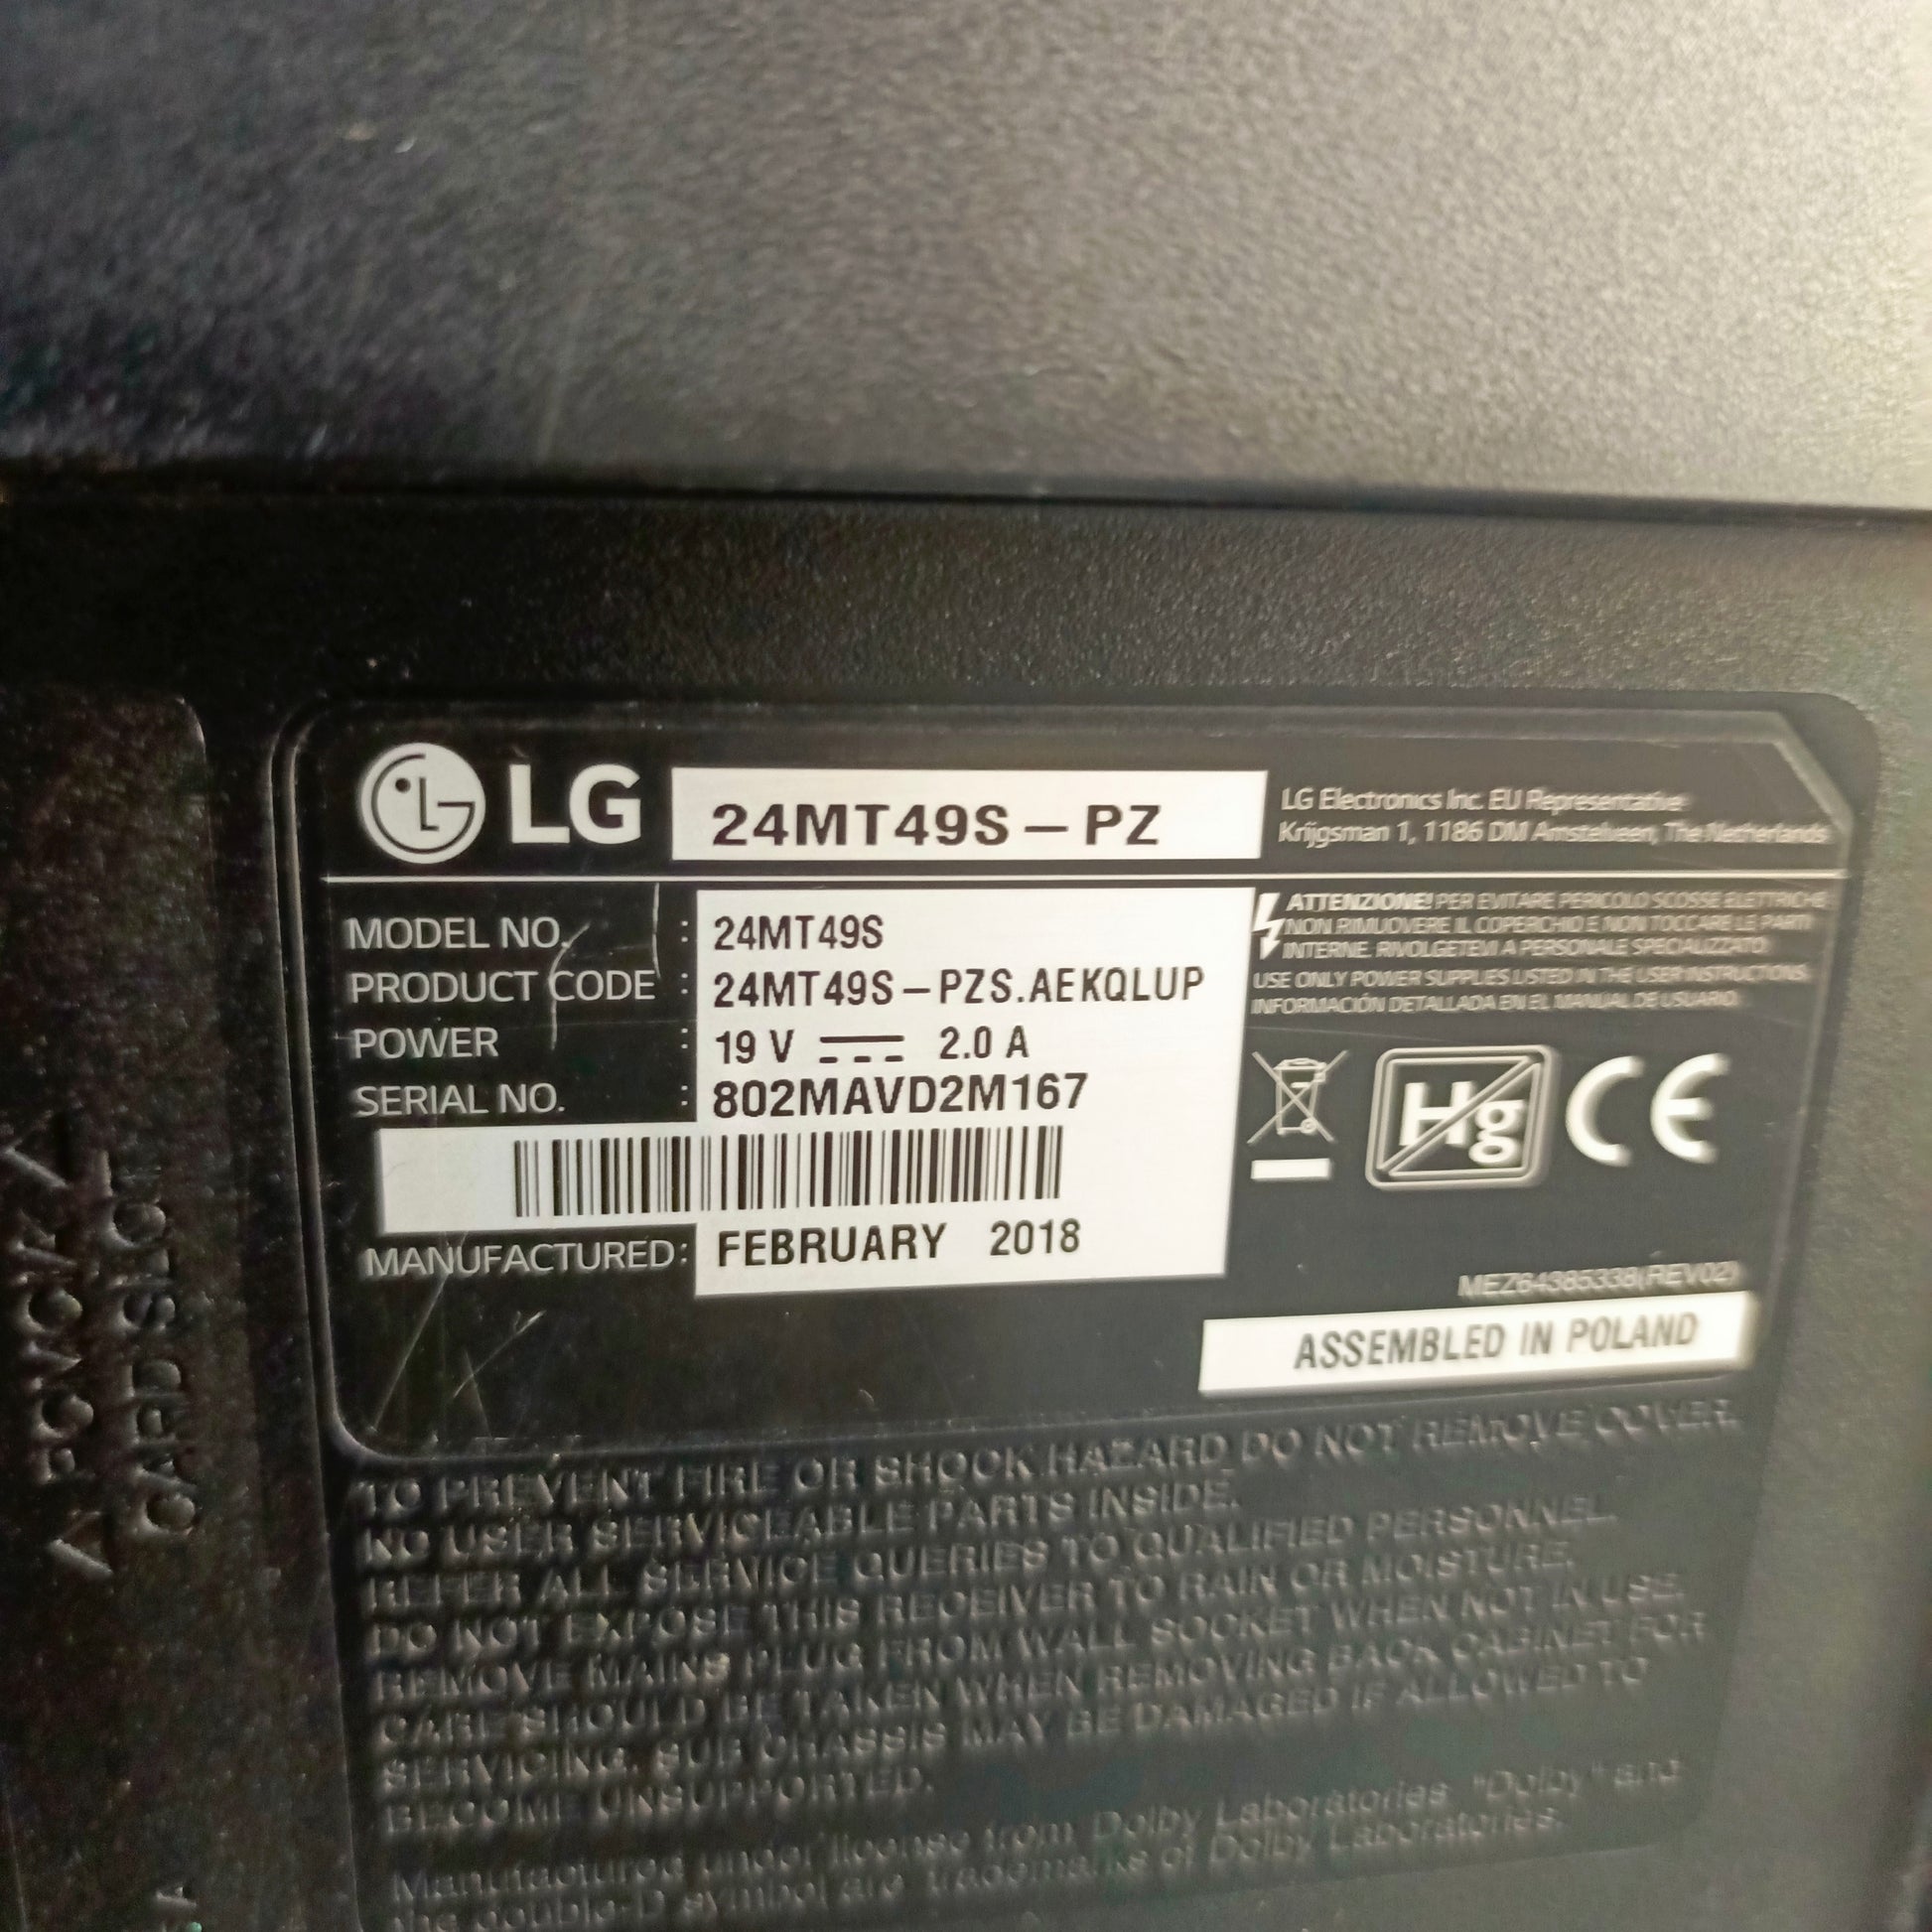 LG 24MT49S-PZ
LG Electronics Inc. EU Representative
Krijgsman 1, 1186 DM Amstelveen, The Netherlands
MODEL NO. : 24MT49S
PRODUCT CODE : 24MT49S-PZS.AEKQLUP
POWER : 19 V 2.0 A
SERIAL NO. : 802MAVD2M167
MANUFACTURED: FEBRUARY 2018
ATTENZIONE! PER EVITARE PERICOLO SCOSSE ELETTRICHE
NON RIMUOVERE IL COPERCHIO E NON TOCCARE LE PARTI
INTERNE. RIVOLGETEVI A PERSONALE SPECIALIZZATO
USE ONLY POWER SUPPLIES LISTED IN THE USER INSTRUCTIONS.
INFORMACIÓN DETALLADA EN EL MANUAL DE USUARIO.
Hg CE
MEZ64385338(REV02)
ASSEMBLED IN POLAND
TO PREVENT FIRE OR SHOCK HAZARD DO NOT REMOVE COVER.
NO USER SERVICEABLE PARTS INSIDE.
REFER ALL SERVICE QUERIES TO QUALIFIED PERSONNEL.
DO NOT EXPOSE THIS RECEIVER TO RAIN OR MOISTURE.
REMOVE MAINS PLUG FROM WALL SOCKET WHEN NOT IN USE.
CARE SHOULD BE TAKEN WHEN REMOVING BACK CABINET FOR
SERVICING. SUB CHASSIS MAY BE DAMAGED IF ALLOWED TO
BECOME UNSUPPORTED.
Manufactured under license from Dolby Laboratories. "Dolby" and
the double-D symbol are trademarks of Dolby Laboratories.
CARD SLOT